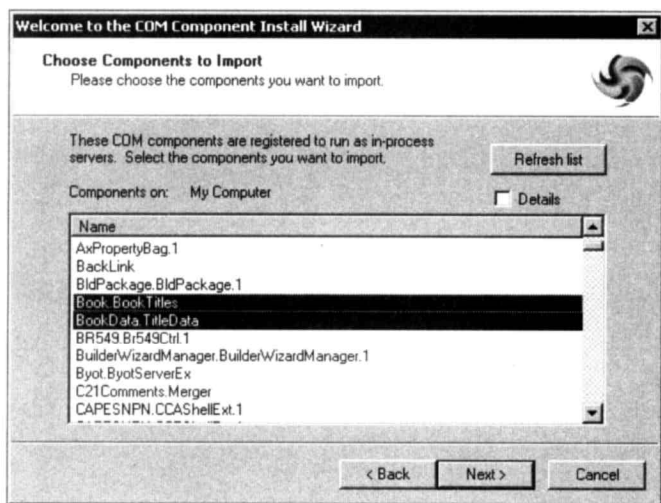 Welcome to the COM Component Install Wizard
Choose Components to Import
Please choose the components you want to import.
These COM components are registered to run as in-process
servers. Select the components you want to import.
Refresh list
Components on: My Computer
Details
Name
AxPropertyBag.1
BackLink
BldPackage.BldPackage.1
Book.BookTitles
BookData.TitleData
BR549.Br549Ctrl.1
BuilderWizardManager.BuilderWizardManager.1
Byot.ByotServerEx
C21Comments.Merger
CAPESNPN.CCAShellExt.1
< Back
Next >
Cancel